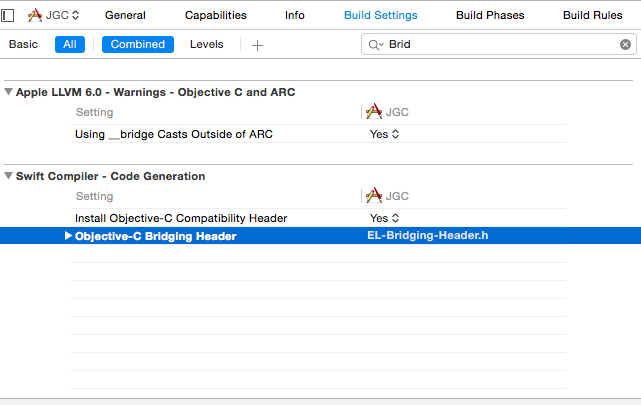 JGC General Capabilities Info Build Settings Build Phases Build Rules
Basic All Combined Levels + Brid
Apple LLVM 6.0 - Warnings - Objective C and ARC
Setting JGC
Using __bridge Casts Outside of ARC Yes
Swift Compiler - Code Generation
Setting JGC
Install Objective-C Compatibility Header Yes
Objective-C Bridging Header EL-Bridging-Header.h